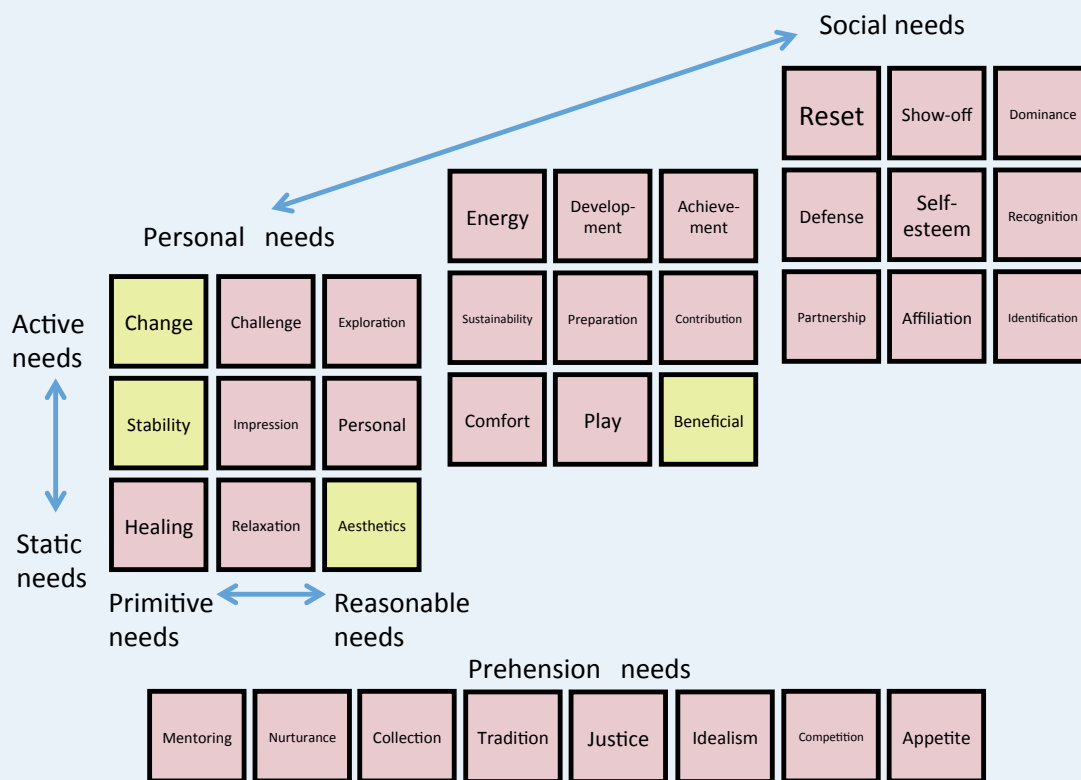 Social needs
Reset
Show-off
Dominance
Defense
Self-
esteem
Recognition
Partnership
Affiliation
Identification
Energy
Develop-
ment
Achieve-
ment
Sustainability
Preparation
Contribution
Comfort
Play
Beneficial
Personal needs
Active
needs
Change
Challenge
Exploration
Stability
Impression
Personal
Static
needs
Healing
Relaxation
Aesthetics
Primitive
needs
Reasonable
needs
Prehension needs
Mentoring
Nurturance
Collection
Tradition
Justice
Idealism
Competition
Appetite